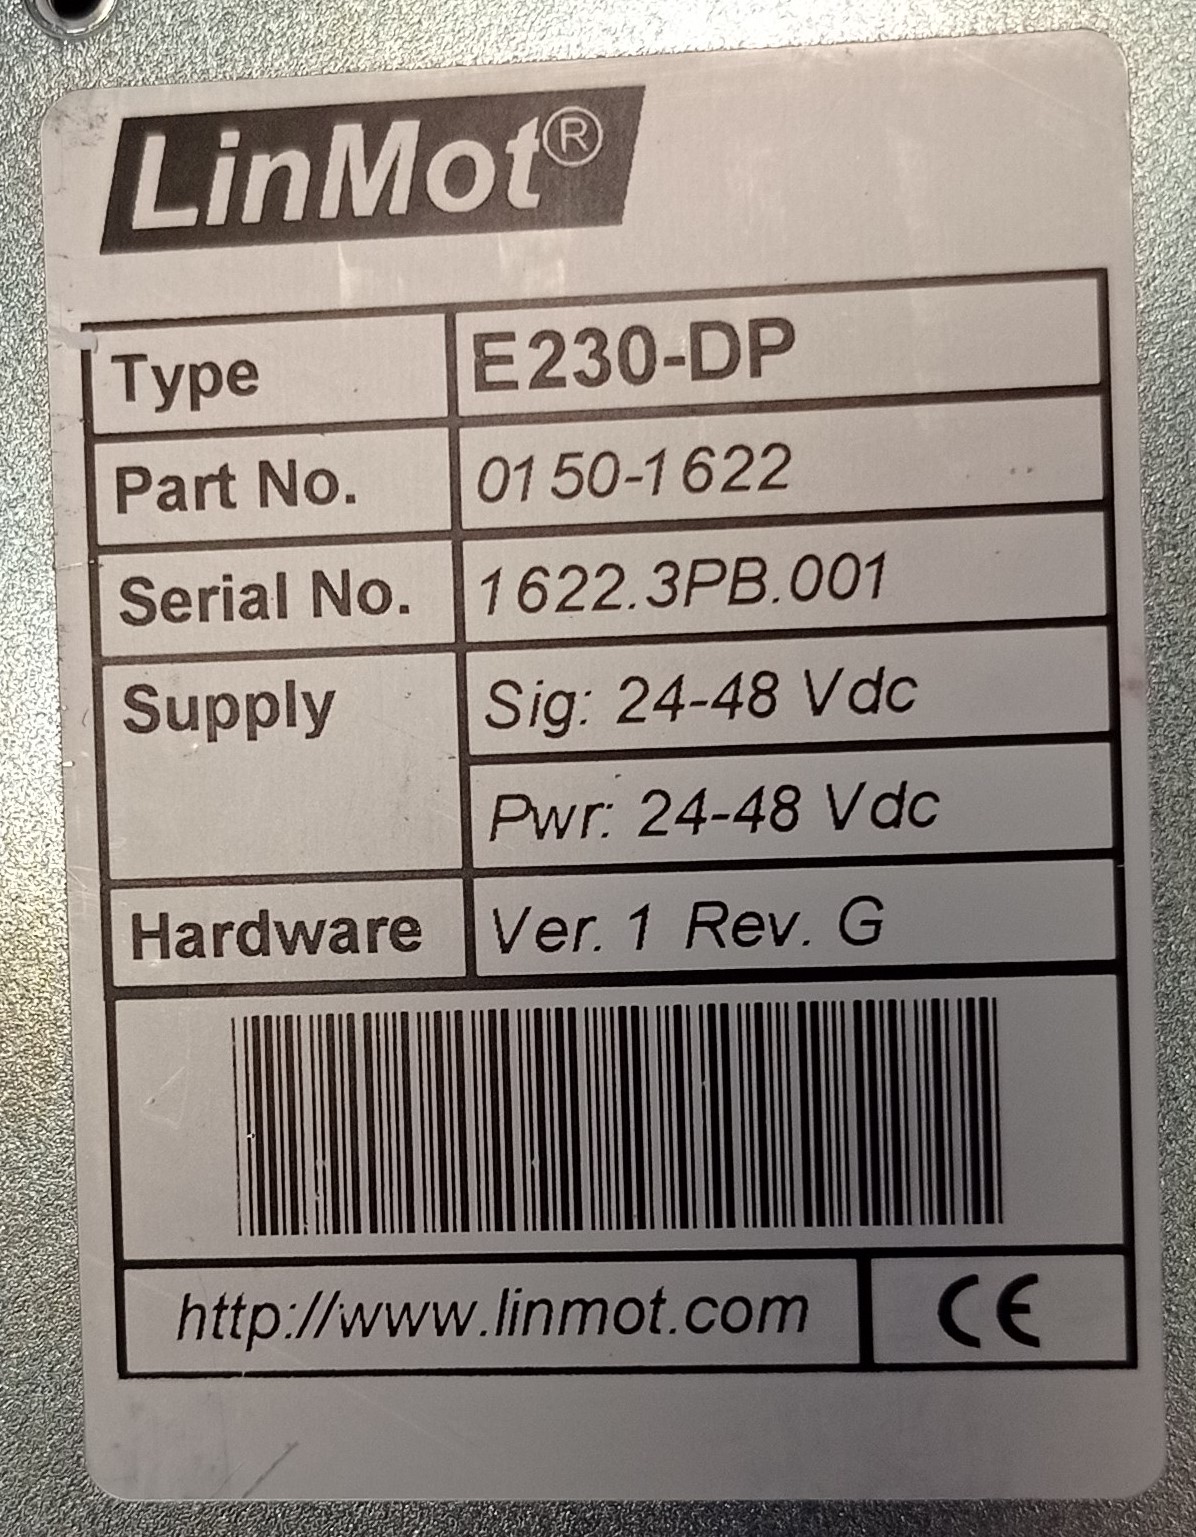 LinMot®
Type E230-DP
Part No. 0150-1622
Serial No. 1622.3PB.001
Supply Sig: 24-48 Vdc
Pwr: 24-48 Vdc
Hardware Ver. 1 Rev. G
http://www.linmot.com CE